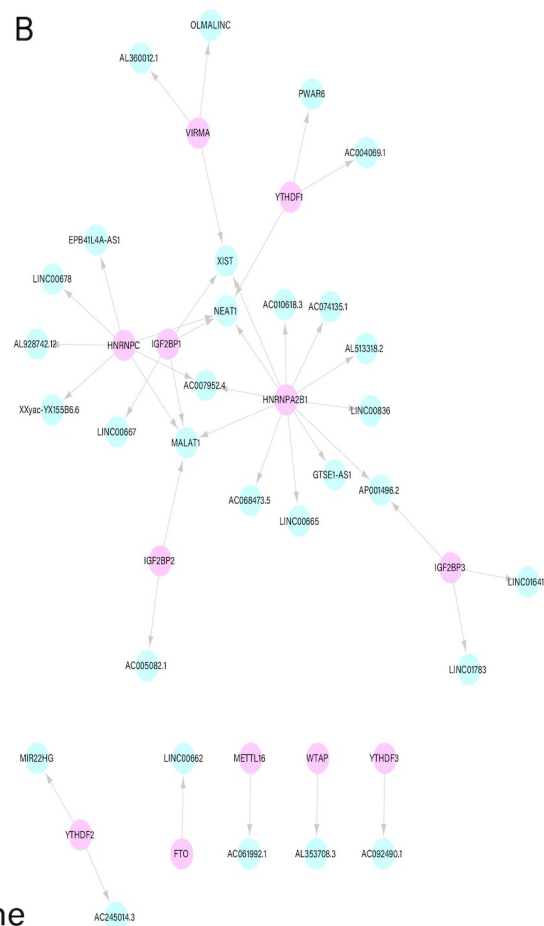 B
OLMALINC
AL360012.1
PWAR6
VIRMA
AC004069.1
YTHDF1
EPB41L4A-AS1
XIST
LINC00678
AC010618.3
AC074135.1
NEAT1
AL928742.12
HNRNPC
IGF2BP1
AL513318.2
AC007952.4
HNRNPA2B1
XXyac-YX155B6.6
LINC00836
LINC00667
MALAT1
GTSE1-AS1
AP001496.2
AC068473.5
LINC00665
IGF2BP2
IGF2BP3
LINC01641
AC005082.1
LINC01783
MIR22HG
LINC00662
METTL16
WTAP
YTHDF3
YTHDF2
FTO
AC061992.1
AL353708.3
AC092490.1
AC245014.3
ne